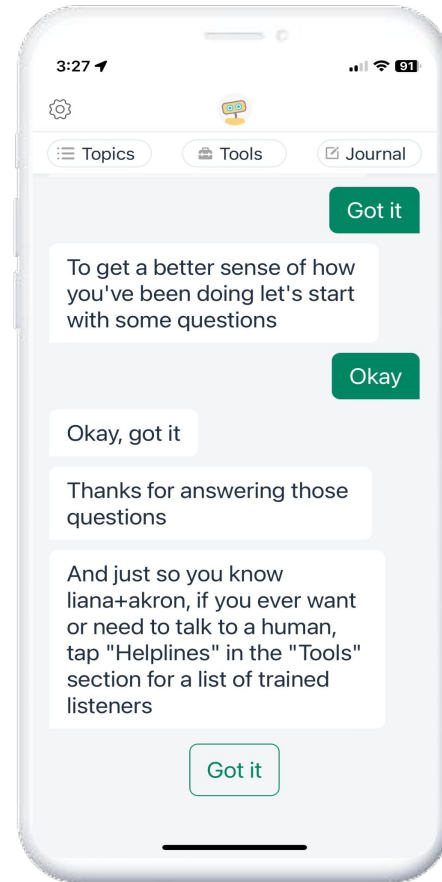 3:27
91
Topics
Tools
Journal
Got it
To get a better sense of how
you've been doing let's start
with some questions
Okay
Okay, got it
Thanks for answering those
questions
And just so you know
liana+akron, if you ever want
or need to talk to a human,
tap "Helplines" in the "Tools"
section for a list of trained
listeners
Got it